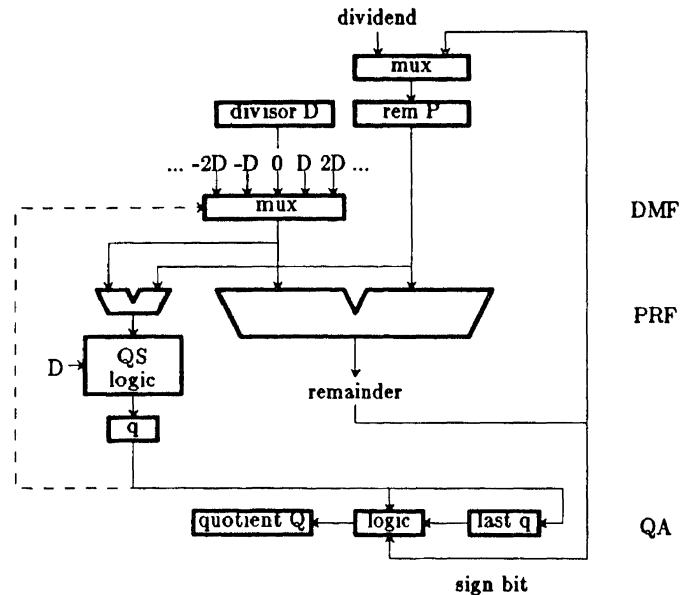 dividend
mux
divisor D
rem P
... -2D -D 0 D 2D ...
mux
DMF
PRF
D
QS
logic
remainder
q
quotient Q
logic
last q
QA
sign bit